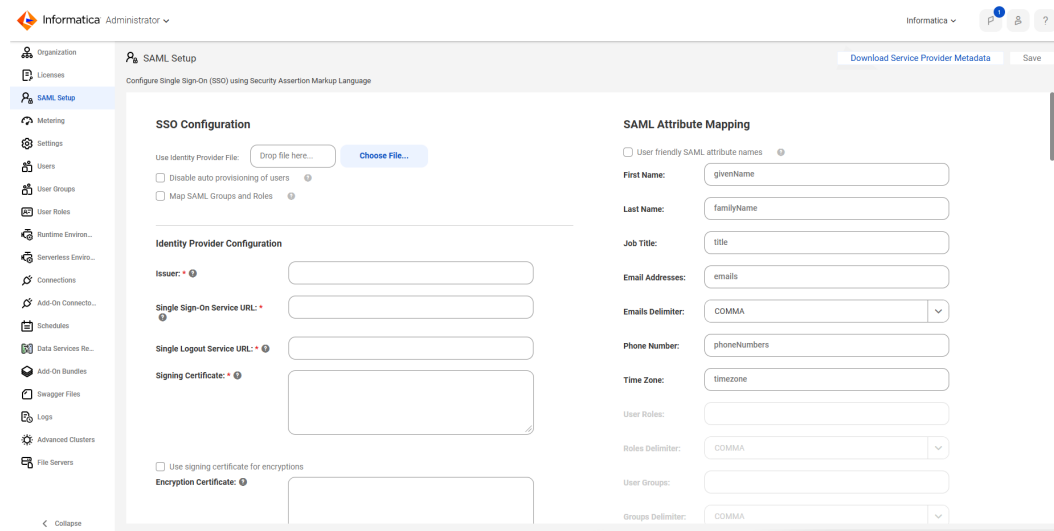 Informatica Administrator
Informatica
1
?
Organization
Licenses
SAML Setup
Metering
Settings
Users
User Groups
User Roles
Runtime Environ...
Serverless Enviro...
Connections
Add-On Connecto...
Schedules
Data Services Re...
Add-On Bundles
Swagger Files
Logs
Advanced Clusters
File Servers
Collapse
SAML Setup
Download Service Provider Metadata
Save
Configure Single Sign-On (SSO) using Security Assertion Markup Language
SSO Configuration
Use Identity Provider File: Drop file here... Choose File...
Disable auto provisioning of users ?
Map SAML Groups and Roles ?
Identity Provider Configuration
Issuer: * ?
Single Sign-On Service URL: *
?
Single Logout Service URL: * ?
Signing Certificate: * ?
Use signing certificate for encryptions
Encryption Certificate: ?
SAML Attribute Mapping
User friendly SAML attribute names ?
First Name: givenName
Last Name: familyName
Job Title: title
Email Addresses: emails
Emails Delimiter: COMMA
Phone Number: phoneNumbers
Time Zone: timezone
User Roles:
Roles Delimiter: COMMA
User Groups:
Groups Delimiter: COMMA